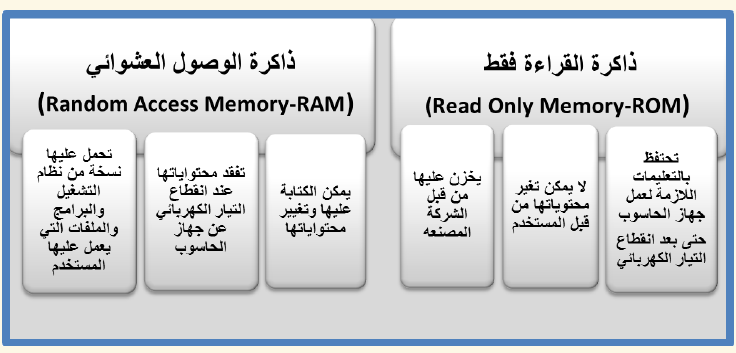 ذاكرة القراءة فقط
(Read Only Memory-ROM)
تحتفظ
بالتعليمات
اللازمة لعمل
جهاز الحاسوب
حتى بعد انقطاع
التيار الكهربائي
لا يمكن تغير
محتوياتها من
قبل المستخدم
يخزن عليها
من قبل
الشركة
المصنعه
ذاكرة الوصول العشوائي
(Random Access Memory-RAM)
يمكن الكتابة
عليها وتغيير
محتواياتها
تفقد محتواياتها
عند انقطاع
التيار الكهربائي
عن جهاز
الحاسوب
تحمل عليها
نسخة من نظام
التشغيل
والبرامج
والملفات التي
يعمل عليها
المستخدم